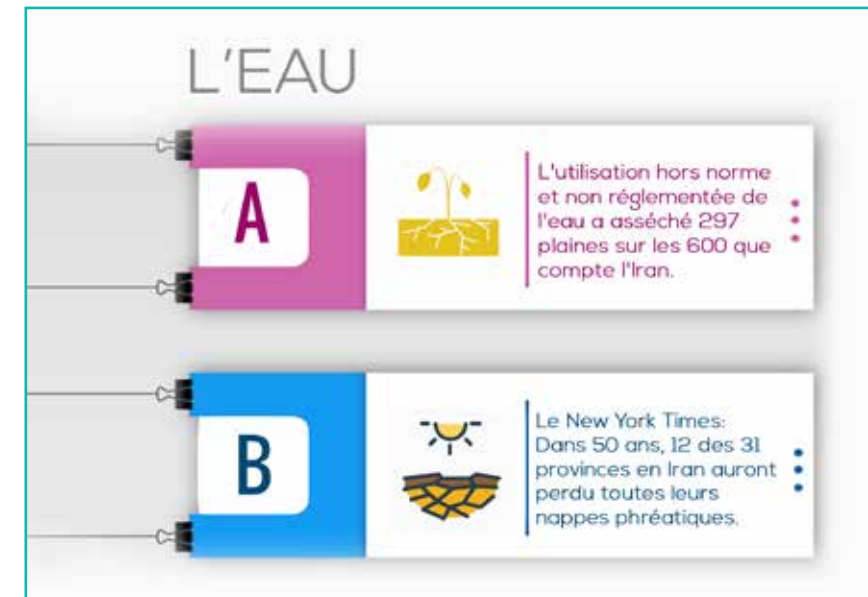 L'EAU
A
L'utilisation hors norme
et non réglementée de
l'eau a asséché 297
plaines sur les 600 que
compte l'Iran.
B
Le New York Times:
Dans 50 ans, 12 des 31
provinces en Iran auront
perdu toutes leurs
nappes phréatiques.